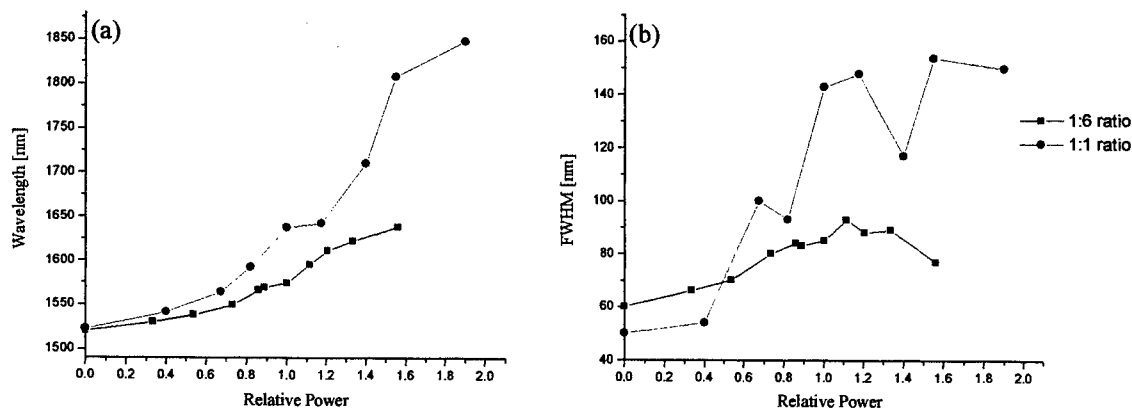 (a)
1850
1800
1750
1700
1650
1600
1550
1500
Wavelength [nm]
0.0 0.2 0.4 0.6 0.8 1.0 1.2 1.4 1.6 1.8 2.0
Relative Power
(b)
160
140
120
100
80
60
40
FWHM [nm]
0.0 0.2 0.4 0.6 0.8 1.0 1.2 1.4 1.6 1.8 2.0
Relative Power
1:6 ratio
1:1 ratio